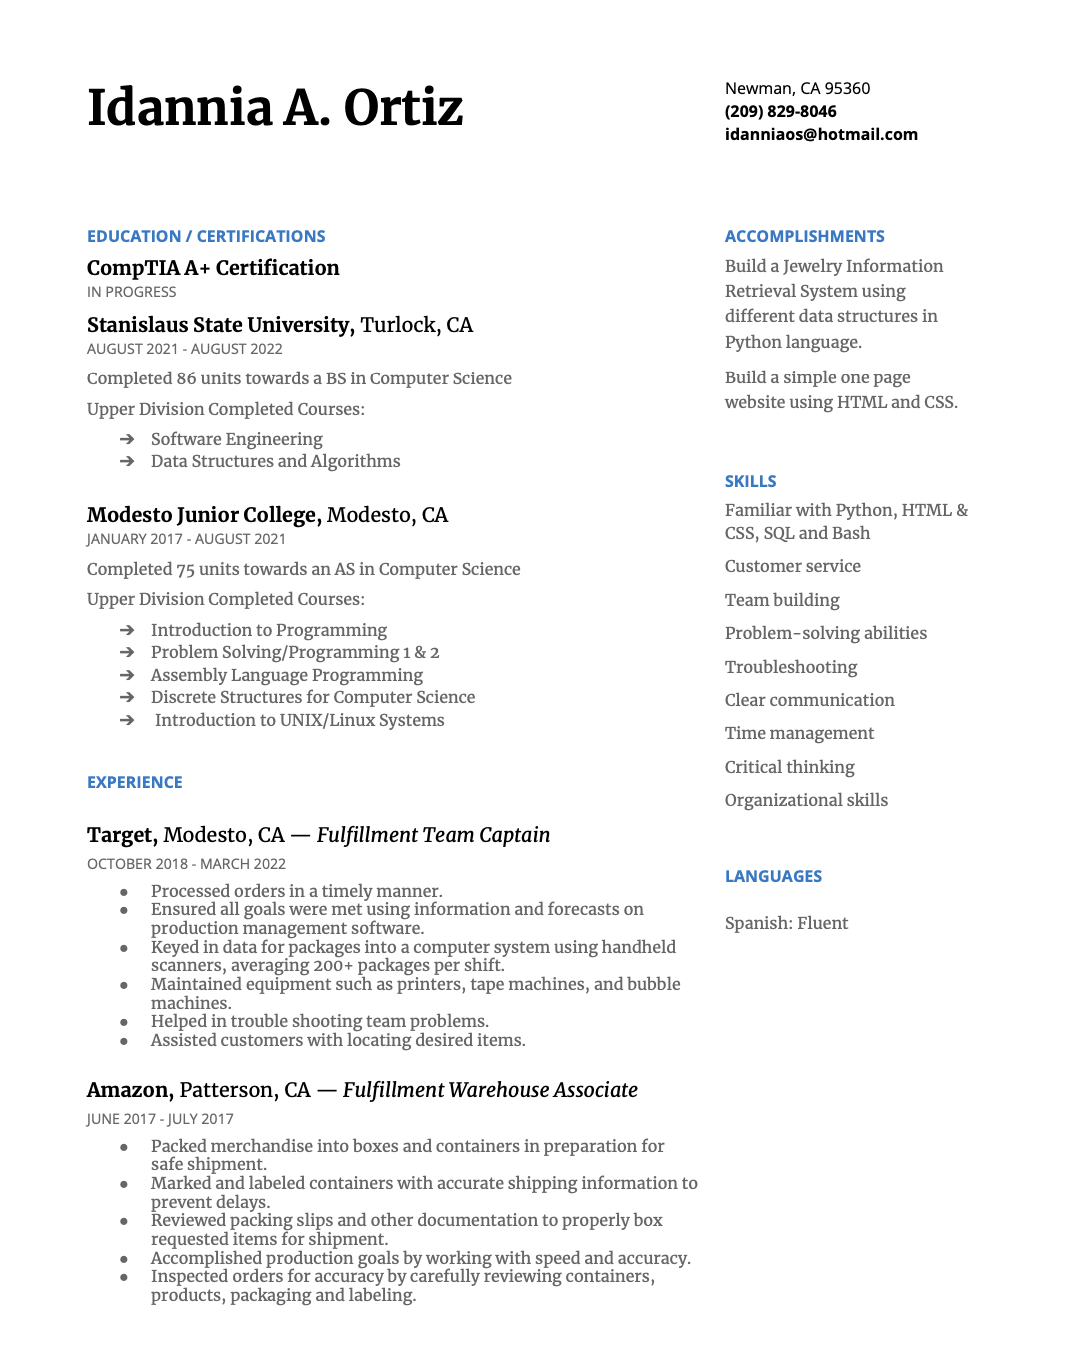 Idannia A. Ortiz
Newman, CA 95360
(209) 829-8046
idanniaos@hotmail.com
EDUCATION / CERTIFICATIONS
CompTIA A+ Certification
IN PROGRESS
Stanislaus State University, Turlock, CA
AUGUST 2021 - AUGUST 2022
Completed 86 units towards a BS in Computer Science
Upper Division Completed Courses:
➔ Software Engineering
➔ Data Structures and Algorithms
Modesto Junior College, Modesto, CA
JANUARY 2017 - AUGUST 2021
Completed 75 units towards an AS in Computer Science
Upper Division Completed Courses:
➔ Introduction to Programming
➔ Problem Solving/Programming 1 & 2
➔ Assembly Language Programming
➔ Discrete Structures for Computer Science
➔ Introduction to UNIX/Linux Systems
EXPERIENCE
Target, Modesto, CA — Fulfillment Team Captain
OCTOBER 2018 - MARCH 2022
● Processed orders in a timely manner.
● Ensured all goals were met using information and forecasts on
production management software.
● Keyed in data for packages into a computer system using handheld
scanners, averaging 200+ packages per shift.
● Maintained equipment such as printers, tape machines, and bubble
machines.
● Helped in trouble shooting team problems.
● Assisted customers with locating desired items.
Amazon, Patterson, CA — Fulfillment Warehouse Associate
JUNE 2017 - JULY 2017
● Packed merchandise into boxes and containers in preparation for
safe shipment.
● Marked and labeled containers with accurate shipping information to
prevent delays.
● Reviewed packing slips and other documentation to properly box
requested items for shipment.
● Accomplished production goals by working with speed and accuracy.
● Inspected orders for accuracy by carefully reviewing containers,
products, packaging and labeling.
ACCOMPLISHMENTS
Build a Jewelry Information
Retrieval System using
different data structures in
Python language.
Build a simple one page
website using HTML and CSS.
SKILLS
Familiar with Python, HTML &
CSS, SQL and Bash
Customer service
Team building
Problem-solving abilities
Troubleshooting
Clear communication
Time management
Critical thinking
Organizational skills
LANGUAGES
Spanish: Fluent